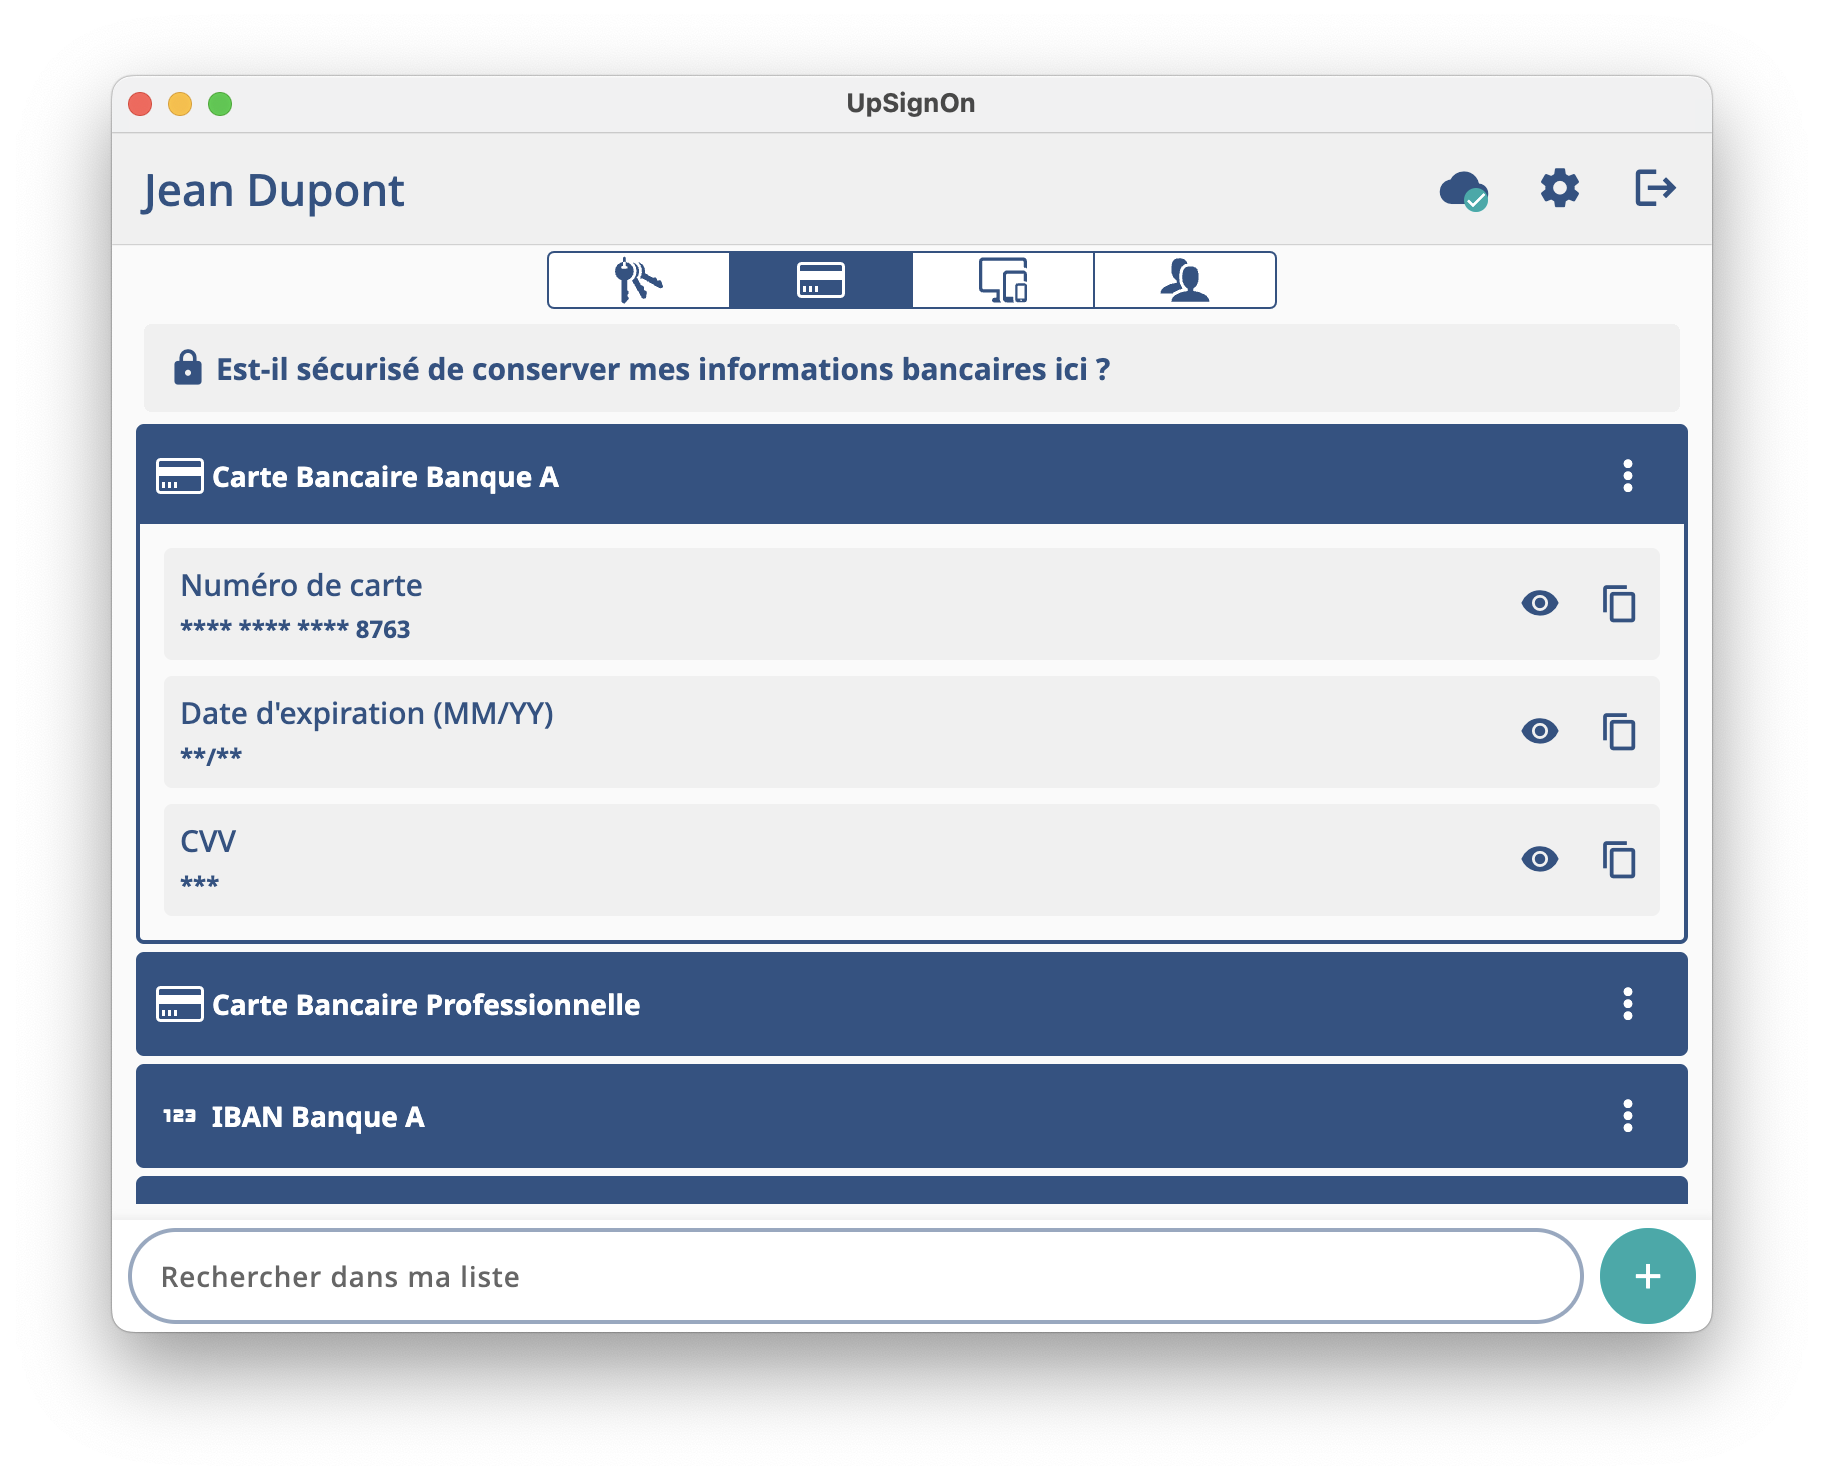 UpSignOn
Jean Dupont
Est-il sécurisé de conserver mes informations bancaires ici ?
Carte Bancaire Banque A
Numéro de carte
**** **** **** 8763
Date d'expiration (MM/YY)
**/**
CVV
***
Carte Bancaire Professionnelle
123 IBAN Banque A
Rechercher dans ma liste
+